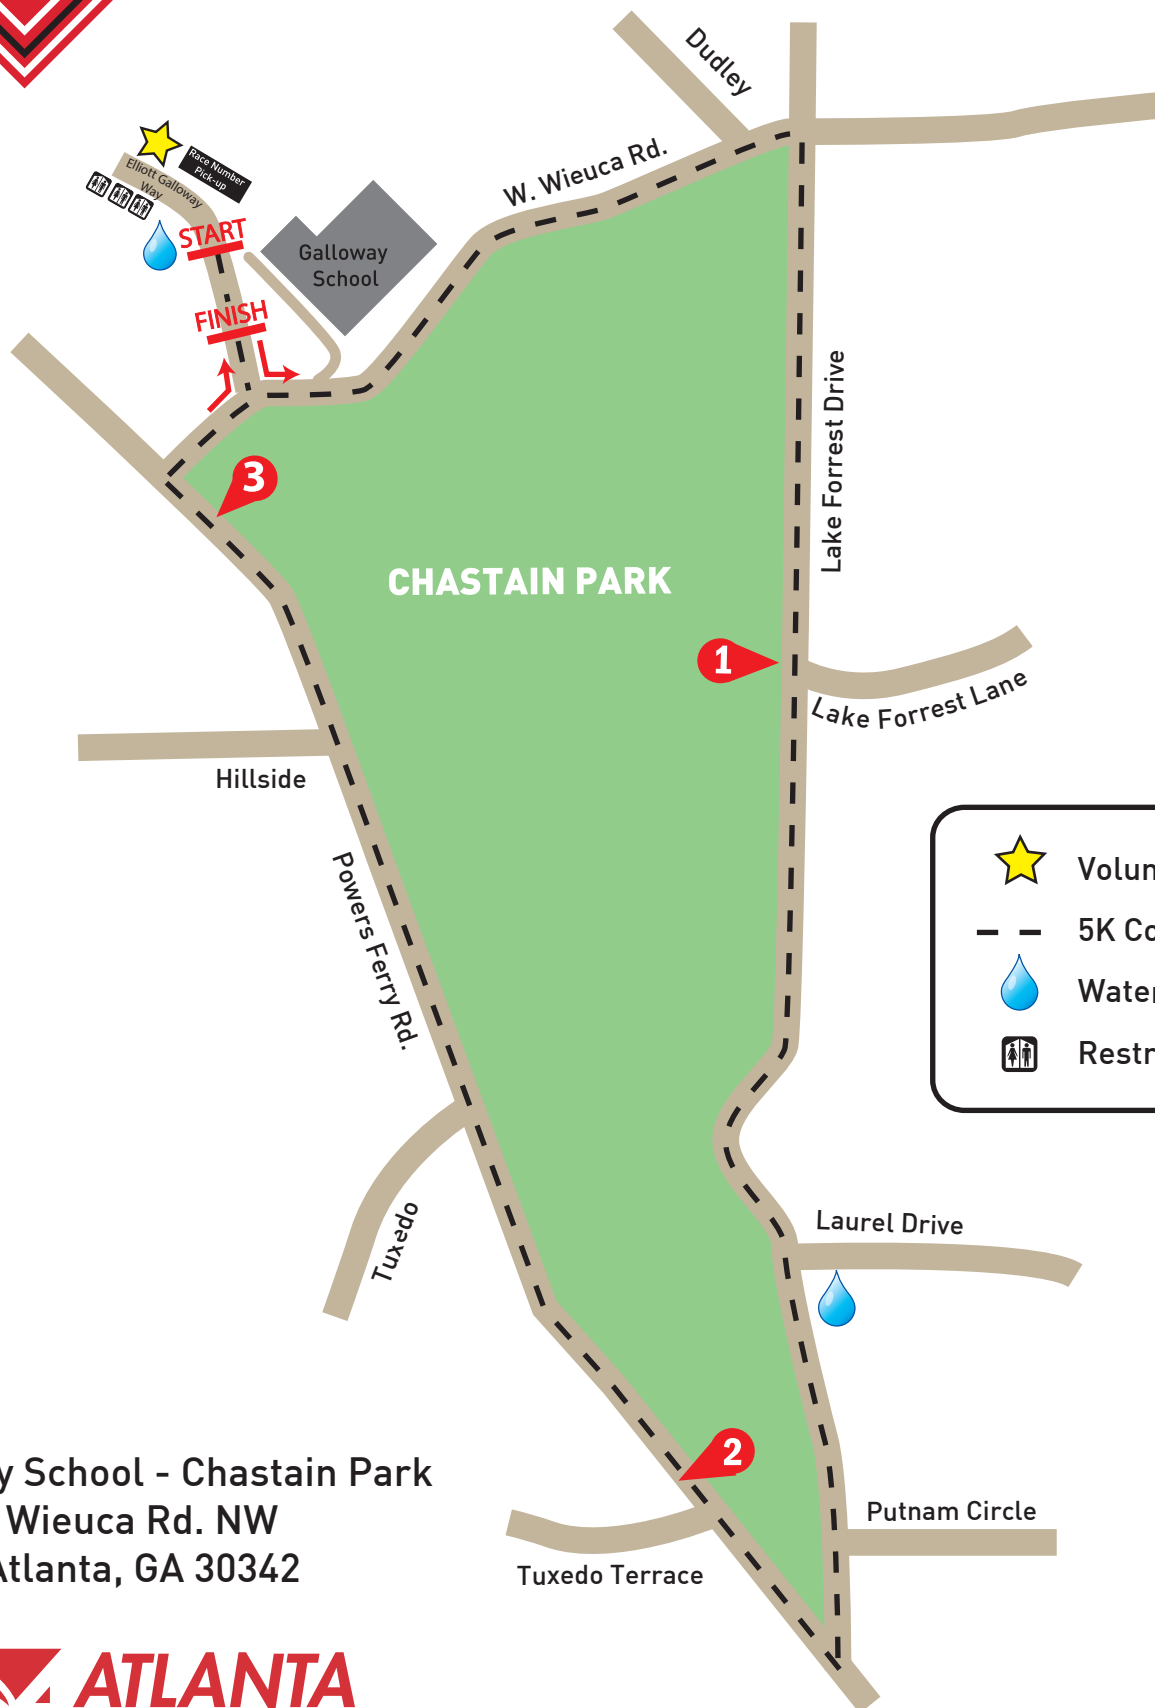 Dudley
W. Wieuca Rd.
Race Number
Pick-up
Elliott Galloway
Way
START
Galloway
School
FINISH
Lake Forrest Drive
3
CHASTAIN PARK
1
Lake Forrest Lane
Hillside
Powers Ferry Rd.
Volun
5K Co
Water
Restr
Tuxedo
Laurel Drive
2
Putnam Circle
Tuxedo Terrace
y School - Chastain Park
Wieuca Rd. NW
Atlanta, GA 30342
ATLANTA